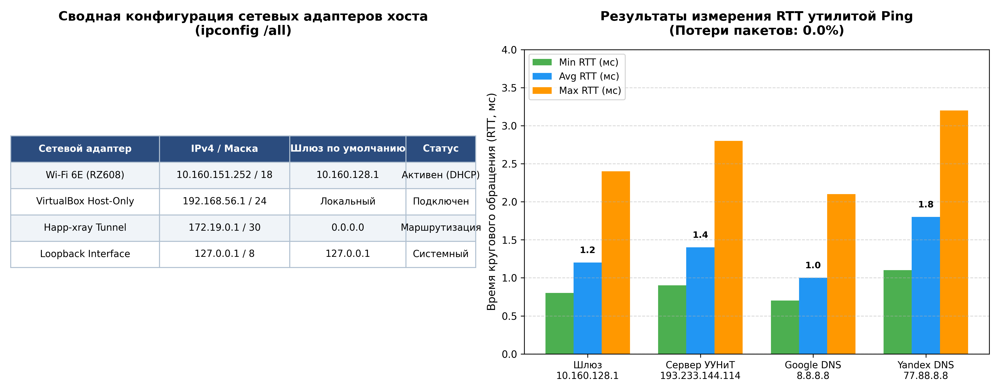 Сводная конфигурация сетевых адаптеров хоста
(ipconfig /all)
Сетевой адаптер IPv4 / Маска Шлюз по умолчанию Статус
Wi-Fi 6E (RZ608) 10.160.151.252 / 18 10.160.128.1 Активен (DHCP)
VirtualBox Host-Only 192.168.56.1 / 24 Локальный Подключен
Happ-xray Tunnel 172.19.0.1 / 30 0.0.0.0 Маршрутизация
Loopback Interface 127.0.0.1 / 8 127.0.0.1 Системный
Результаты измерения RTT утилитой Ping
(Потери пакетов: 0.0%)
Min RTT (мс)
Avg RTT (мс)
Max RTT (мс)
Время кругового обращения (RTT, мс)
4.0
3.5
3.0
2.5
2.0
1.5
1.0
0.5
0.0
1.2
1.4
1.0
1.8
Шлюз
10.160.128.1
Сервер УУНиТ
193.233.144.114
Google DNS
8.8.8.8
Yandex DNS
77.88.8.8